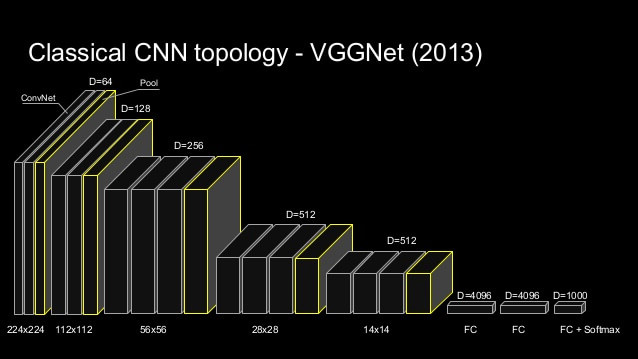 Classical CNN topology - VGGNet (2013)
D=64
Pool
ConvNet
D=128
D=256
D=512
D=512
D=4096 D=4096 D=1000
224x224 112x112 56x56 28x28 14x14 FC FC FC + Softmax